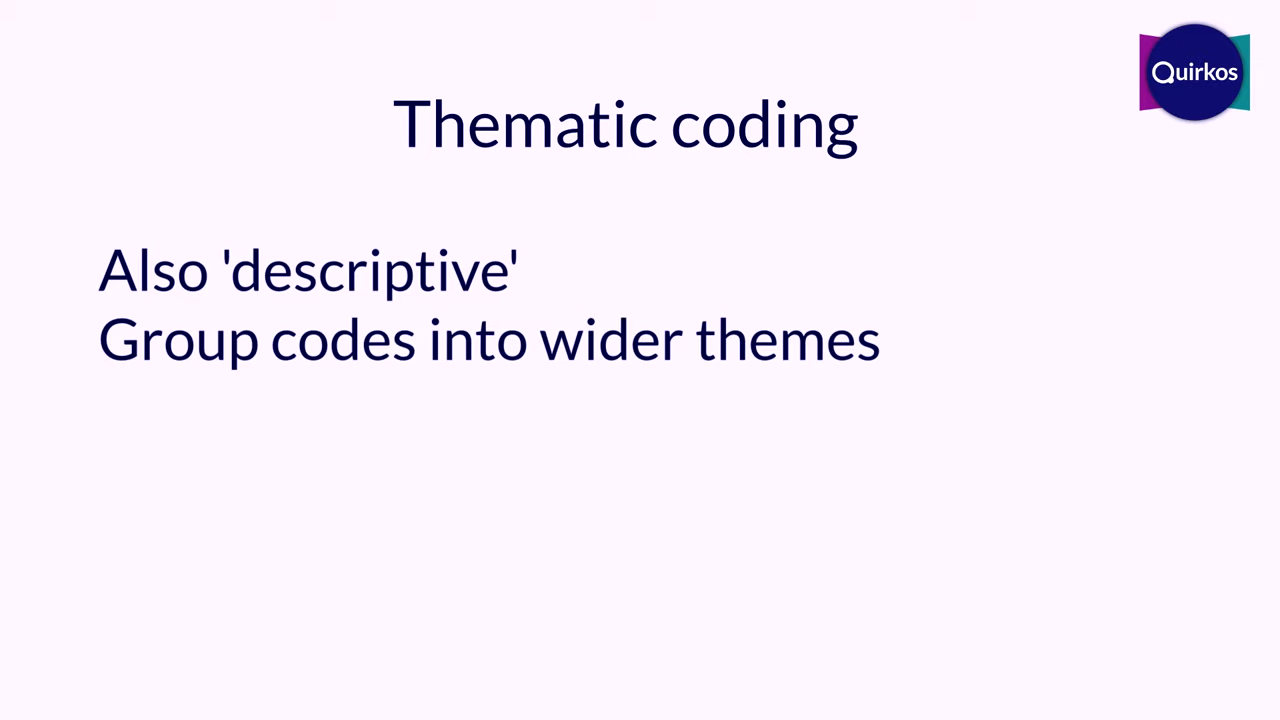 Quirkos
Thematic coding
Also 'descriptive'
Group codes into wider themes